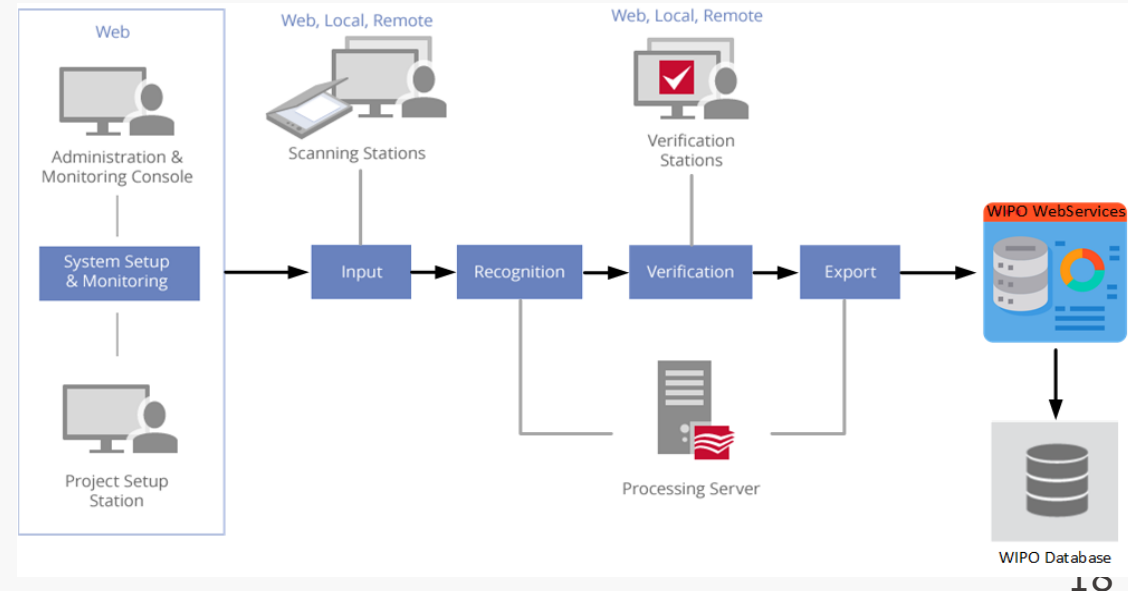 Web
Administration &
Monitoring Console
System Setup
& Monitoring
Project Setup
Station
Web, Local, Remote
Scanning Stations
Input
Recognition
Web, Local, Remote
Verification
Stations
Verification
Export
Processing Server
WIPO WebServices
WIPO Database
18